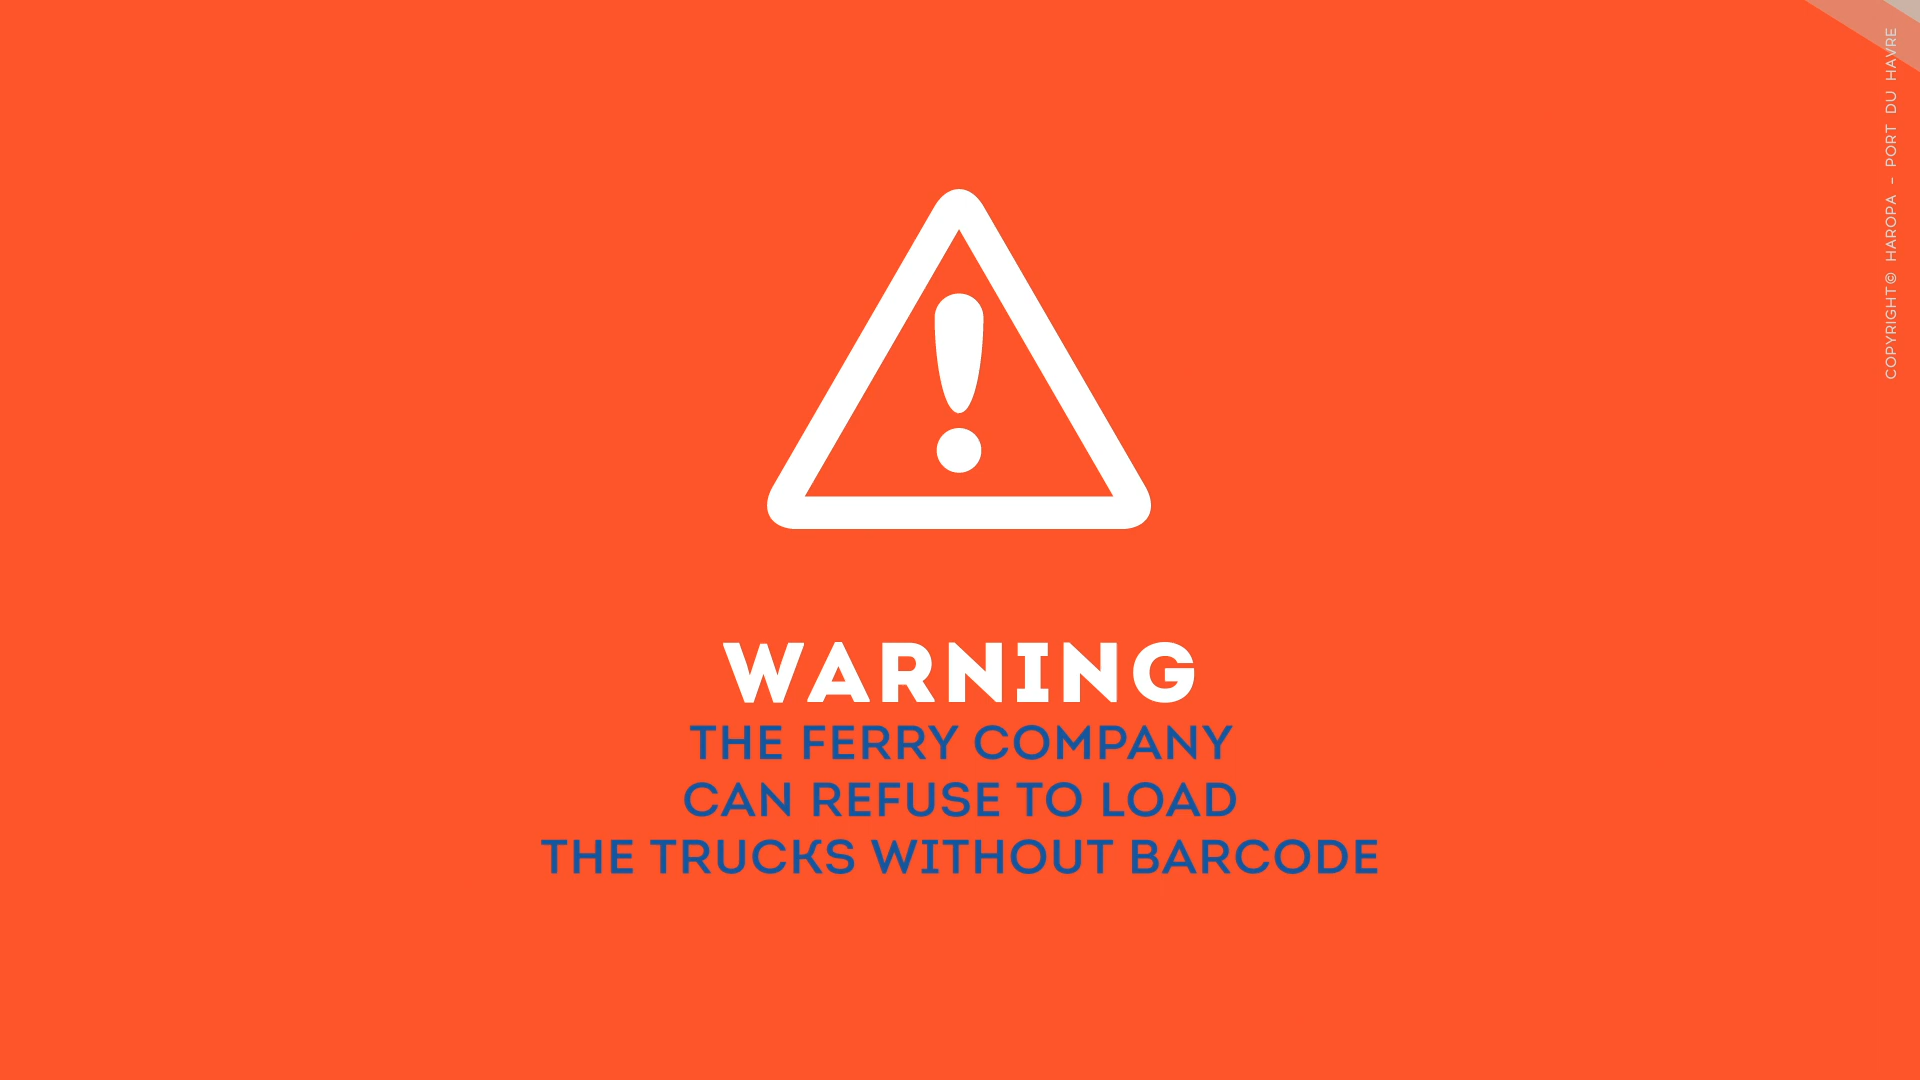 WARNING
THE FERRY COMPANY
CAN REFUSE TO LOAD
THE TRUCKS WITHOUT BARCODE
COPYRIGHT© HAROPA - PORT DU HAVRE